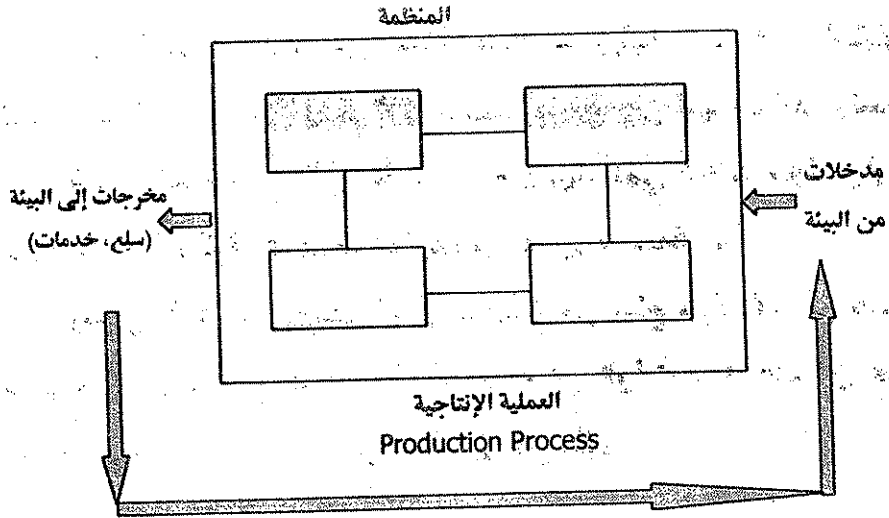 المنظمة
مدخلات
من البيئة
مخرجات إلى البيئة
(سلع، خدمات)
العملية الإنتاجية
Production Process